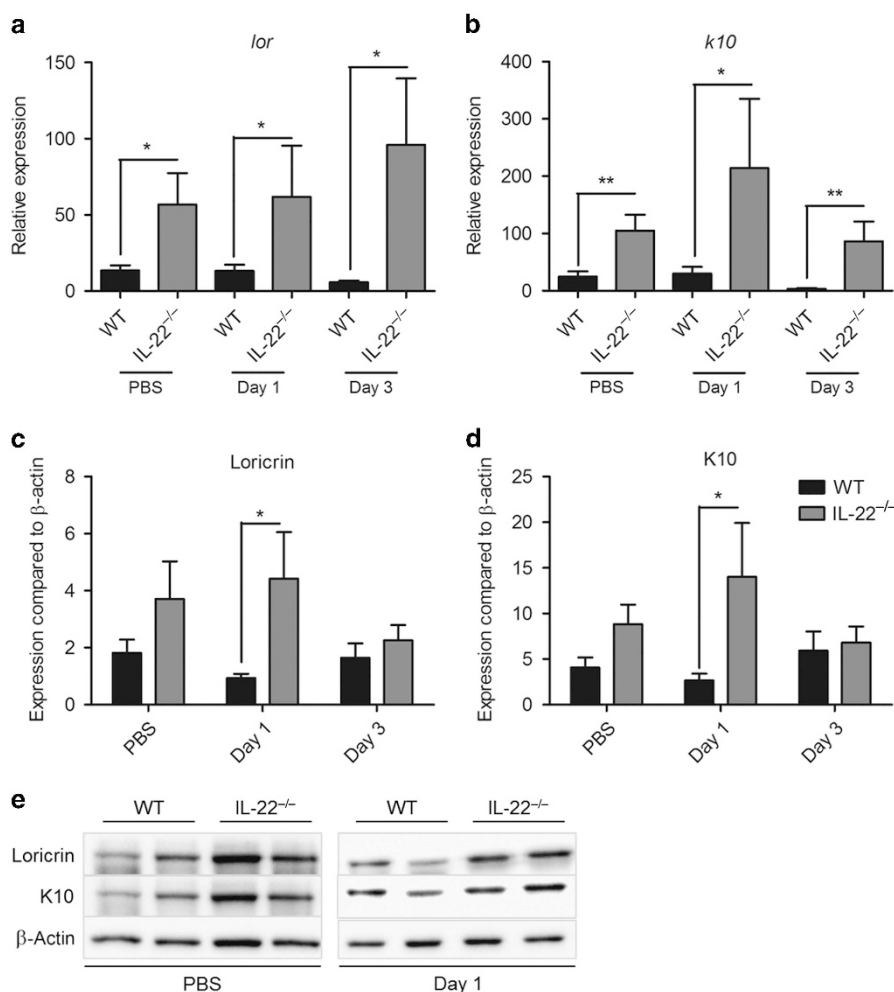 a
lor
Relative expression
150
100
50
0
*
*
*
WT
IL-22−/−
WT
IL-22−/−
WT
IL-22−/−
PBS
Day 1
Day 3
b
k10
Relative expression
400
300
200
100
0
**
*
**
WT
IL-22−/−
WT
IL-22−/−
WT
IL-22−/−
PBS
Day 1
Day 3
c
Loricrin
Expression compared to β-actin
8
6
4
2
0
*
PBS
Day 1
Day 3
d
K10
Expression compared to β-actin
25
20
15
10
5
0
*
WT
IL-22−/−
PBS
Day 1
Day 3
e
WT IL-22−/− WT IL-22−/−
Loricrin
K10
β-Actin
PBS Day 1